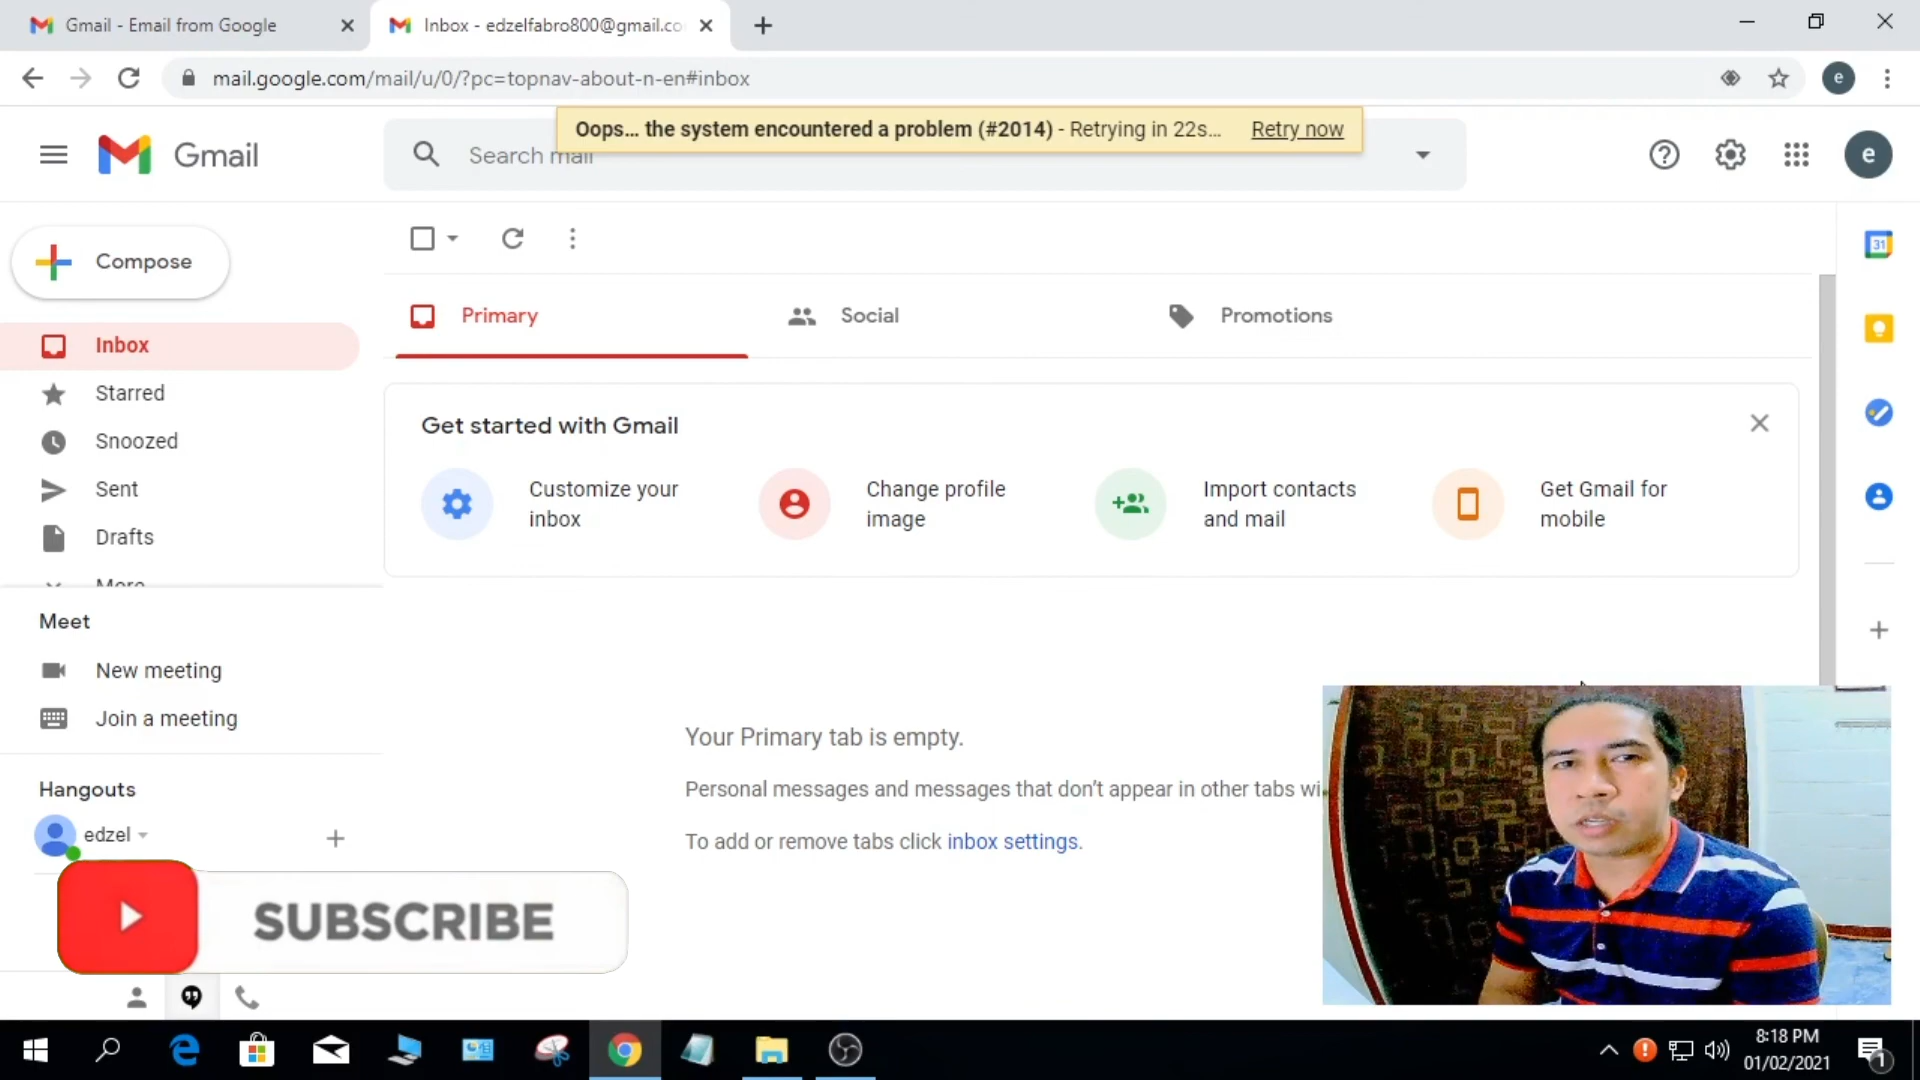 Gmail - Email from Google
Inbox - edzelfabro800@gmail.co
mail.google.com/mail/u/0/?pc=topnav-about-n-en#inbox
e
Oops... the system encountered a problem (#2014) - Retrying in 22s... Retry now
Gmail
Search mail
e
Compose
31
Primary
Social
Promotions
Inbox
Starred
Snoozed
Sent
Drafts
More
Get started with Gmail
Customize your
inbox
Change profile
image
Import contacts
and mail
Get Gmail for
mobile
Meet
New meeting
Join a meeting
Your Primary tab is empty.
Personal messages and messages that don't appear in other tabs wi
To add or remove tabs click inbox settings.
Hangouts
edzel
SUBSCRIBE
8:18 PM
01/02/2021
1